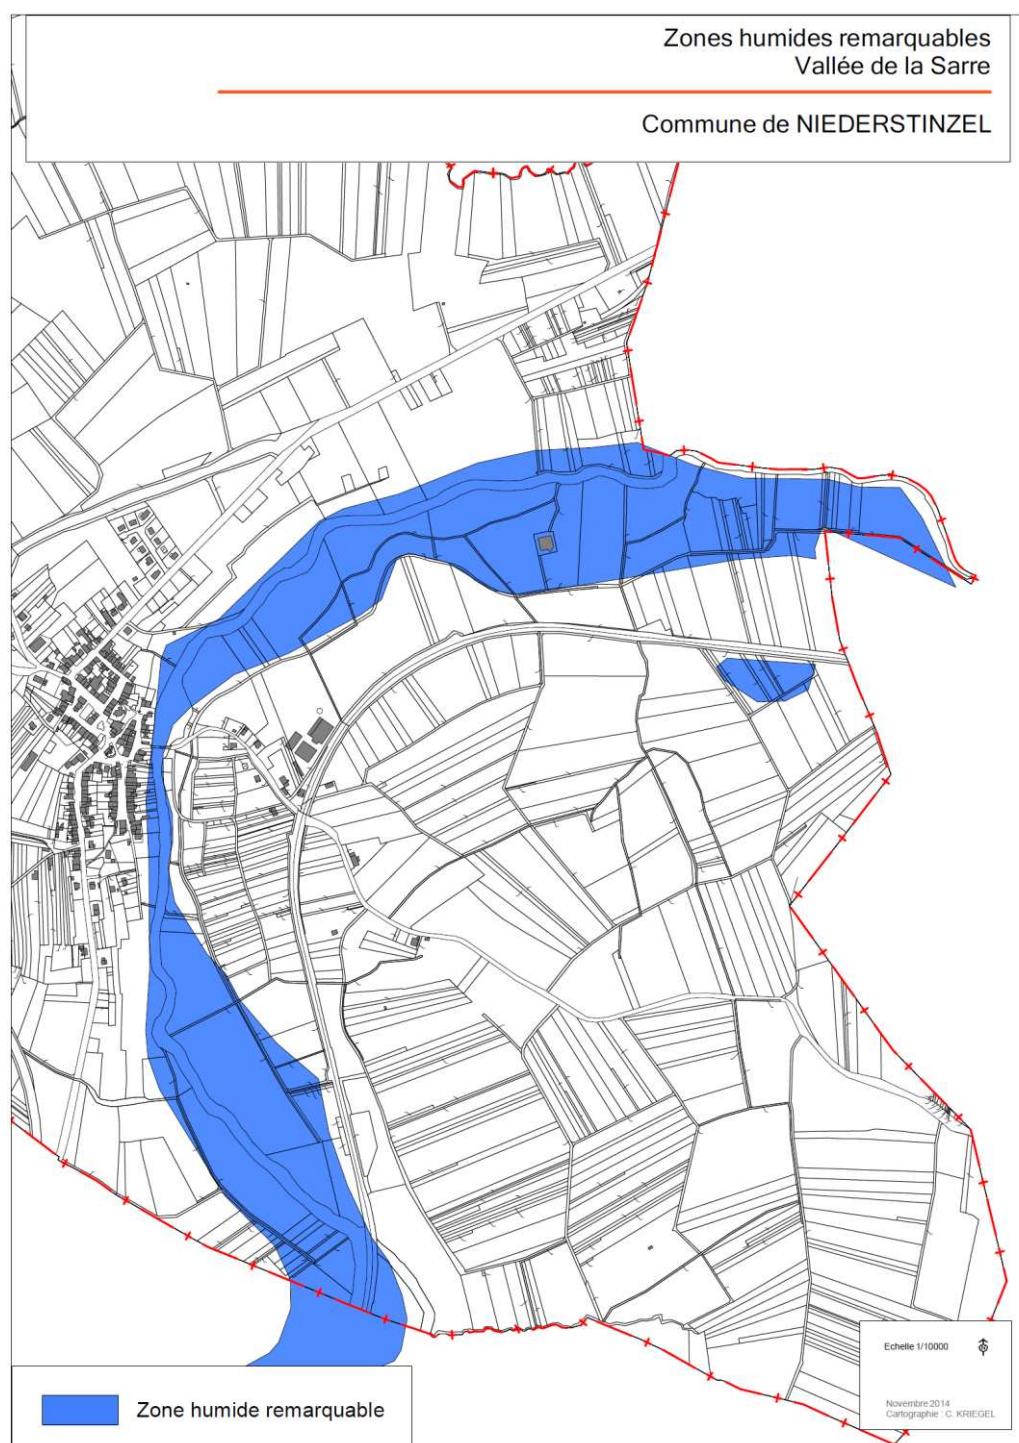 Zones humides remarquables
Vallée de la Sarre
Commune de NIEDERSTINZEL
Echelle 1/10000
Novembre 2014
Cartographie : C. KRIEGEL
Zone humide remarquable